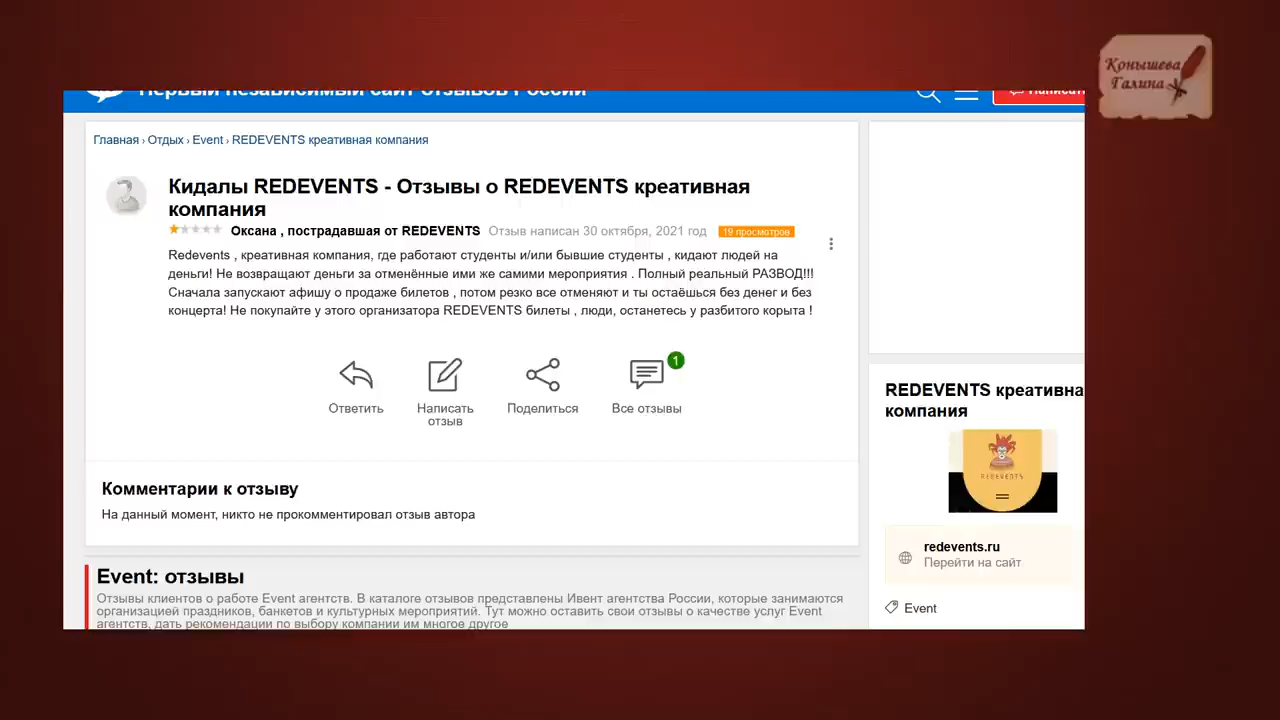 Конышева
Галина
Первый независимый сайт отзывов России
Написать
Главная › Отдых › Event › REDEVENTS креативная компания
Кидалы REDEVENTS - Отзывы о REDEVENTS креативная
компания
Оксана , пострадавшая от REDEVENTS Отзыв написан 30 октября, 2021 год 19 просмотров
Redevents , креативная компания, где работают студенты и/или бывшие студенты , кидают людей на
деньги! Не возвращают деньги за отменённые ими же самими мероприятия . Полный реальный РАЗВОД!!!
Сначала запускают афишу о продаже билетов , потом резко все отменяют и ты остаёшься без денег и без
концерта! Не покупайте у этого организатора REDEVENTS билеты , люди, останетесь у разбитого корыта !
1
Ответить Написать Поделиться Все отзывы
отзыв
Комментарии к отзыву
На данный момент, никто не прокомментировал отзыв автора
Event: отзывы
Отзывы клиентов о работе Event агентств. В каталоге отзывов представлены Ивент агентства России, которые занимаются
организацией праздников, банкетов и культурных мероприятий. Тут можно оставить свои отзывы о качестве услуг Event
агентств, дать рекомендации по выбору компании им многое другое
REDEVENTS креативна
компания
REDEVENTS
redevents.ru
Перейти на сайт
Event